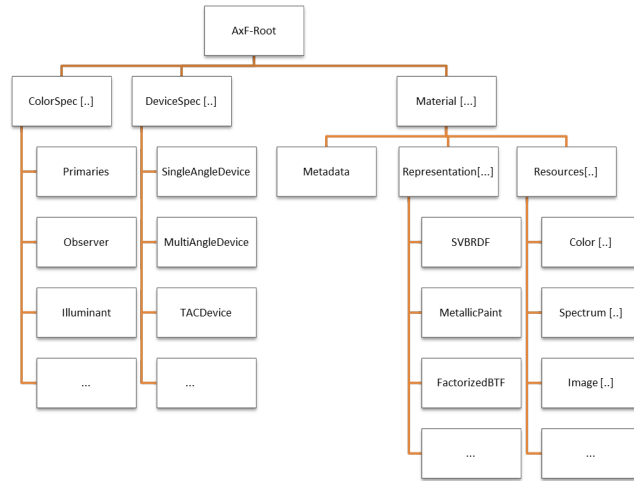 AxF-Root
ColorSpec [..]
DeviceSpec [..]
Material [...]
Primaries
SingleAngleDevice
Metadata
Representation[...]
Resources[..]
Observer
MultiAngleDevice
SVBRDF
Color [..]
Illuminant
TACDevice
MetallicPaint
Spectrum [..]
...
...
FactorizedBTF
Image [..]
...
...